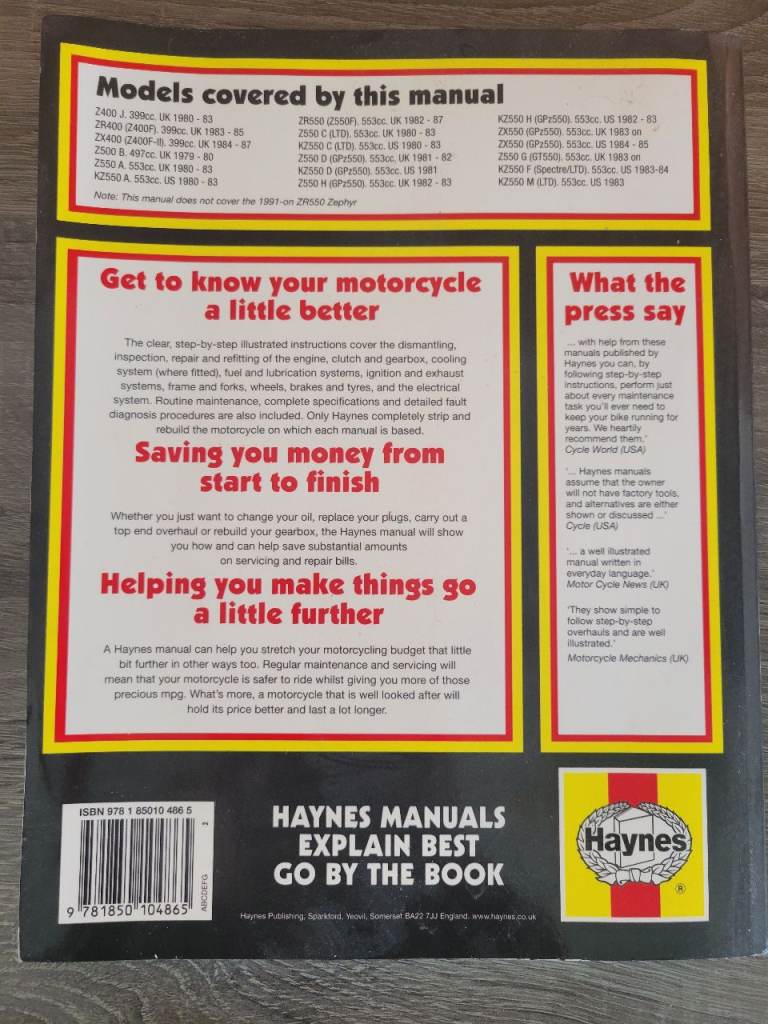 Models covered by this manual
Z400 J. 399cc. UK 1980 - 83
ZR400 (Z400F). 399cc. UK 1983 - 85
ZX400 (Z400F-II). 399cc. UK 1984 - 87
Z500 B. 497cc. UK 1979 - 80
Z550 A. 553cc. UK 1980 - 83
KZ550 A. 553cc. US 1980 - 83
ZR550 (Z550F). 553cc. UK 1982 - 87
Z550 C (LTD). 553cc. UK 1980 - 83
KZ550 C (LTD). 553cc. US 1980 - 83
Z550 D (GPz550). 553cc. UK 1981 - 82
KZ550 D (GPz550). 553cc. US 1981
Z550 H (GPz550). 553cc. UK 1982 - 83
KZ550 H (GPz550). 553cc. US 1982 - 83
ZX550 (GPz550). 553cc. UK 1983 on
ZX550 (GPz550). 553cc. US 1984 - 85
Z550 G (GT550). 553cc. UK 1983 on
KZ550 F (Spectre/LTD). 553cc. US 1983-84
KZ550 M (LTD). 553cc. US 1983
Note: This manual does not cover the 1991-on ZR550 Zephyr
Get to know your motorcycle
a little better
The clear, step-by-step illustrated instructions cover the dismantling,
inspection, repair and refitting of the engine, clutch and gearbox, cooling
system (where fitted), fuel and lubrication systems, ignition and exhaust
systems, frame and forks, wheels, brakes and tyres, and the electrical
system. Routine maintenance, complete specifications and detailed fault
diagnosis procedures are also included. Only Haynes completely strip and
rebuild the motorcycle on which each manual is based.
Saving you money from
start to finish
Whether you just want to change your oil, replace your plugs, carry out a
top end overhaul or rebuild your gearbox, the Haynes manual will show
you how and can help save substantial amounts
on servicing and repair bills.
Helping you make things go
a little further
A Haynes manual can help you stretch your motorcycling budget that little
bit further in other ways too. Regular maintenance and servicing will
mean that your motorcycle is safer to ride whilst giving you more of those
precious mpg. What's more, a motorcycle that is well looked after will
hold its price better and last a lot longer.
What the
press say
'... with help from these
manuals published by
Haynes you can, by
following step-by-step
instructions, perform just
about every maintenance
task you'll ever need to
keep your bike running for
years. We heartily
recommend them.'
Cycle World (USA)
'... Haynes manuals
assume that the owner
will not have factory tools,
and alternatives are either
shown or discussed ...'
Cycle (USA)
'... a well illustrated
manual written in
everyday language.'
Motor Cycle News (UK)
'They show simple to
follow step-by-step
overhauls and are well
illustrated.'
Motorcycle Mechanics (UK)
ISBN 978 1 85010 486 5
9 781850 104865
ABCDEFG 2
HAYNES MANUALS
EXPLAIN BEST
GO BY THE BOOK
Haynes
®
Haynes Publishing, Sparkford, Yeovil, Somerset BA22 7JJ England. www.haynes.co.uk